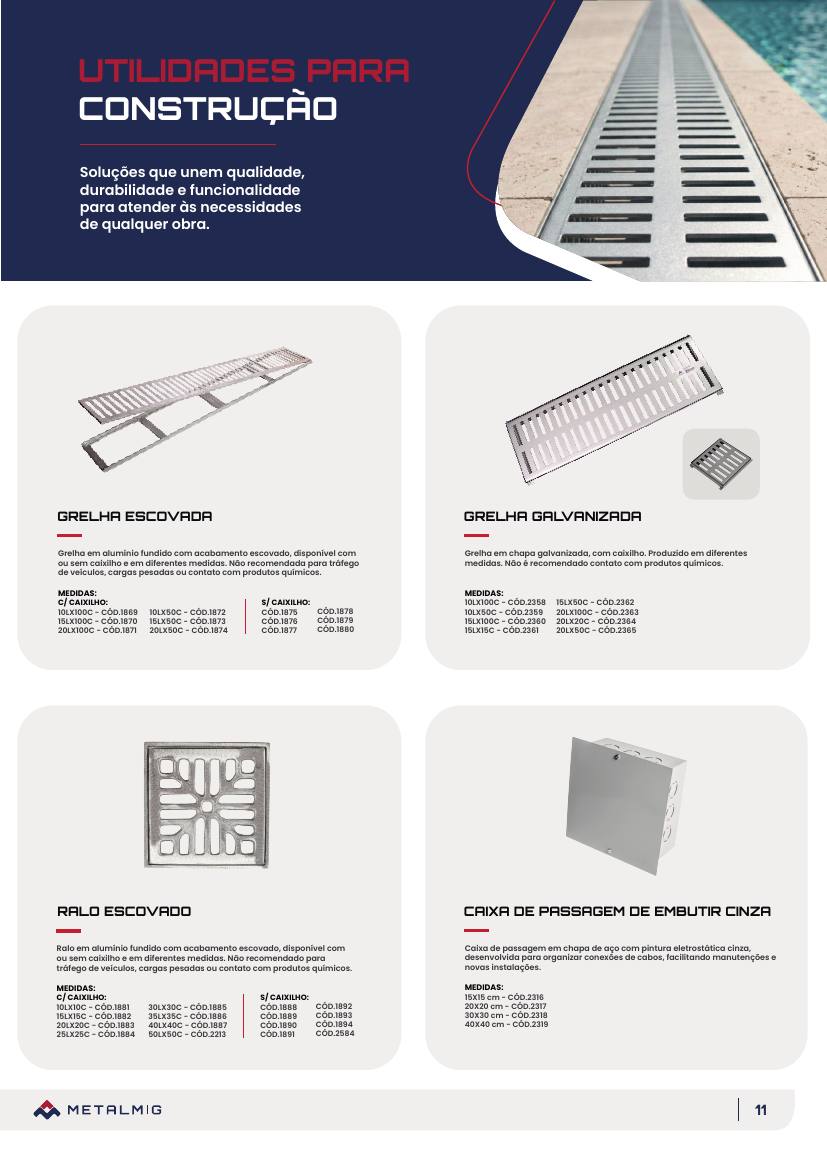 UTILIDADES PARA
CONSTRUÇÃO
Soluções que unem qualidade,
durabilidade e funcionalidade
para atender às necessidades
de qualquer obra.
GRELHA ESCOVADA
Grelha em alumínio fundido com acabamento escovado, disponível com
ou sem caixilho e em diferentes medidas. Não recomendada para tráfego
de veículos, cargas pesadas ou contato com produtos químicos.
MEDIDAS:
C/ CAIXILHO:
10LX100C - CÓD.1869
15LX100C - CÓD.1870
20LX100C - CÓD.1871
10LX50C - CÓD.1872
15LX50C - CÓD.1873
20LX50C - CÓD.1874
S/ CAIXILHO:
CÓD.1875
CÓD.1876
CÓD.1877
CÓD.1878
CÓD.1879
CÓD.1880
GRELHA GALVANIZADA
Grelha em chapa galvanizada, com caixilho. Produzido em diferentes
medidas. Não é recomendado contato com produtos químicos.
MEDIDAS:
10LX100C - CÓD.2358
10LX50C - CÓD.2359
15LX100C - CÓD.2360
15LX15C - CÓD.2361
15LX50C - CÓD.2362
20LX100C - CÓD.2363
20LX20C - CÓD.2364
20LX50C - CÓD.2365
RALO ESCOVADO
Ralo em alumínio fundido com acabamento escovado, disponível com
ou sem caixilho e em diferentes medidas. Não recomendado para
tráfego de veículos, cargas pesadas ou contato com produtos químicos.
MEDIDAS:
C/ CAIXILHO:
10LX10C - CÓD.1881
15LX15C - CÓD.1882
20LX20C - CÓD.1883
25LX25C - CÓD.1884
30LX30C - CÓD.1885
35LX35C - CÓD.1886
40LX40C - CÓD.1887
50LX50C - CÓD.2213
S/ CAIXILHO:
CÓD.1888
CÓD.1889
CÓD.1890
CÓD.1891
CÓD.1892
CÓD.1893
CÓD.1894
CÓD.2584
CAIXA DE PASSAGEM DE EMBUTIR CINZA
Caixa de passagem em chapa de aço com pintura eletrostática cinza,
desenvolvida para organizar conexões de cabos, facilitando manutenções e
novas instalações.
MEDIDAS:
15X15 cm - CÓD.2316
20X20 cm - CÓD.2317
30X30 cm - CÓD.2318
40X40 cm - CÓD.2319
METALMIG
11